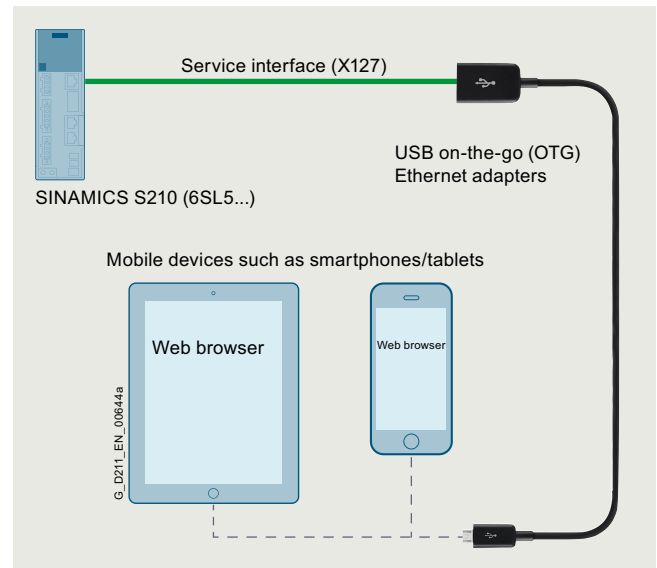 Service interface (X127)
USB on-the-go (OTG)
Ethernet adapters
SINAMICS S210 (6SL5...)
Mobile devices such as smartphones/tablets
Web browser
Web browser
G_D211_EN_00644a